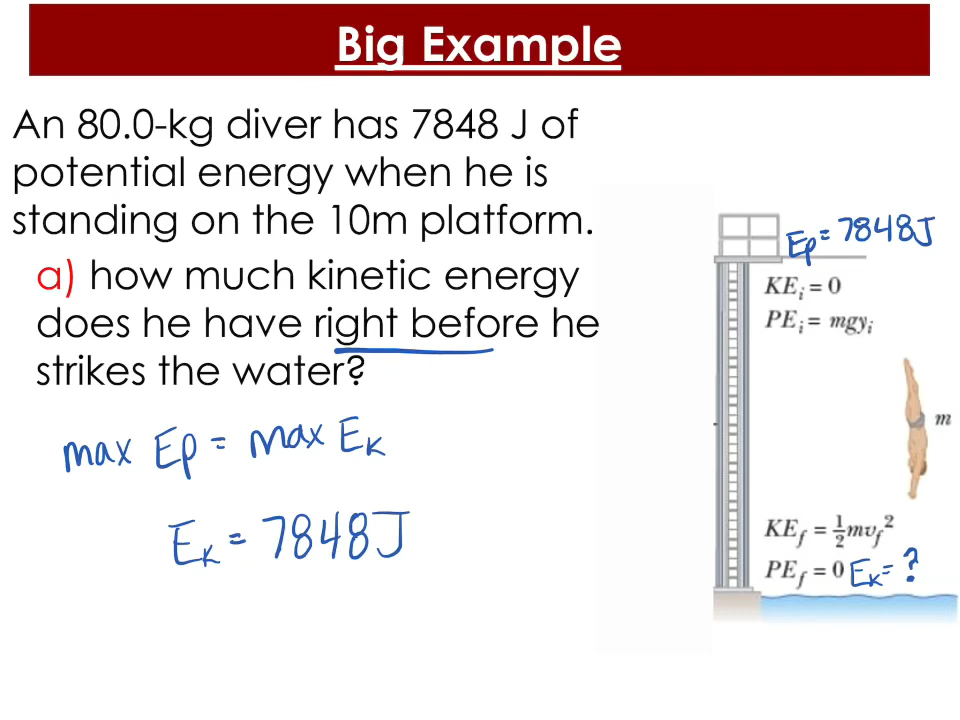 Big Example
An 80.0-kg diver has 7848 J of
potential energy when he is
standing on the 10m platform.
a) how much kinetic energy
does he have right before he
strikes the water?
max Ep = max Ek
Ek = 7848J
Ep = 7848J
KEi = 0
PEi = mgyi
m
KEf = ½mvf²
PEf = 0 Ek = ?